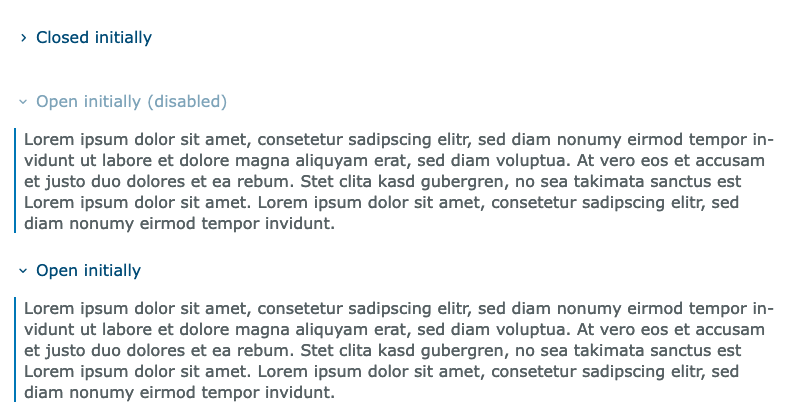 Closed initially
Open initially (disabled)
Lorem ipsum dolor sit amet, consetetur sadipscing elitr, sed diam nonumy eirmod tempor in-
vidunt ut labore et dolore magna aliquyam erat, sed diam voluptua. At vero eos et accusam
et justo duo dolores et ea rebum. Stet clita kasd gubergren, no sea takimata sanctus est
Lorem ipsum dolor sit amet. Lorem ipsum dolor sit amet, consetetur sadipscing elitr, sed
diam nonumy eirmod tempor invidunt.
Open initially
Lorem ipsum dolor sit amet, consetetur sadipscing elitr, sed diam nonumy eirmod tempor in-
vidunt ut labore et dolore magna aliquyam erat, sed diam voluptua. At vero eos et accusam
et justo duo dolores et ea rebum. Stet clita kasd gubergren, no sea takimata sanctus est
Lorem ipsum dolor sit amet. Lorem ipsum dolor sit amet, consetetur sadipscing elitr, sed
diam nonumy eirmod tempor invidunt.